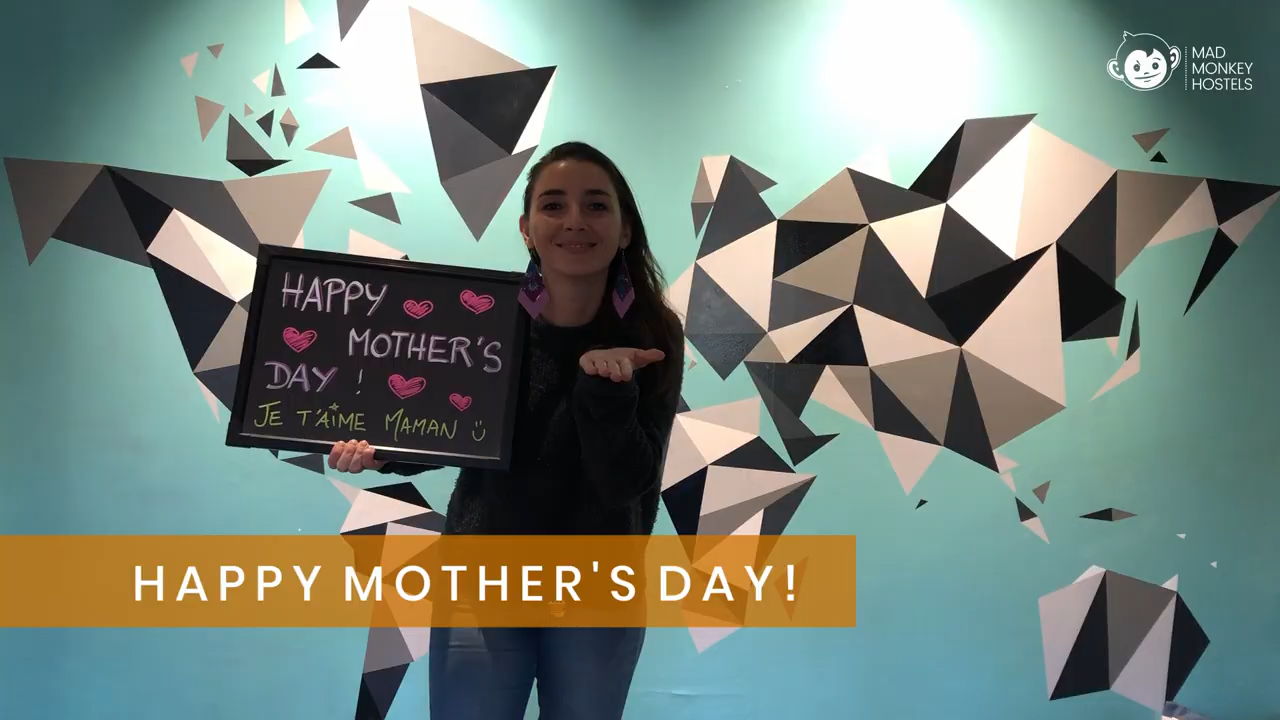 MAD
MONKEY
HOSTELS
HAPPY
MOTHER'S
DAY !
JE T'AIME MAMAN
HAPPY MOTHER'S DAY!